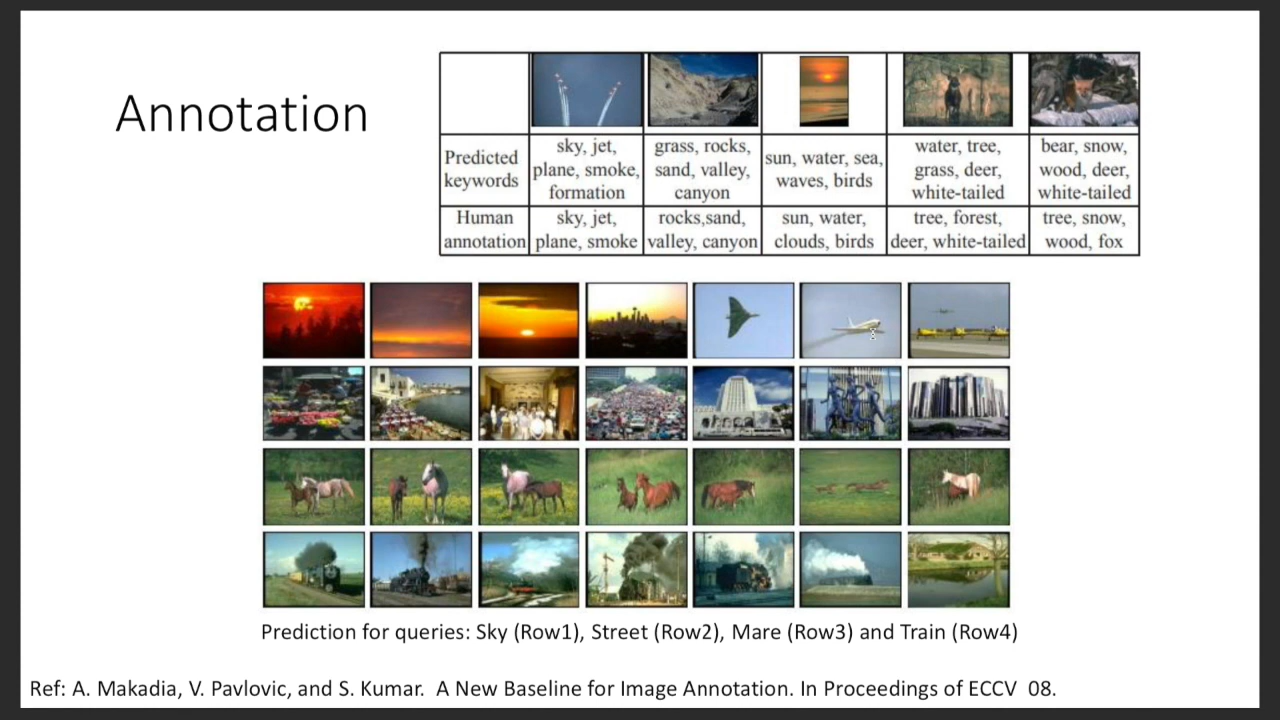 Annotation
Predicted keywords
sky, jet, plane, smoke, formation
grass, rocks, sand, valley, canyon
sun, water, sea, waves, birds
water, tree, grass, deer, white-tailed
bear, snow, wood, deer, white-tailed
Human annotation
sky, jet, plane, smoke
rocks,sand, valley, canyon
sun, water, clouds, birds
tree, forest, deer, white-tailed
tree, snow, wood, fox
Prediction for queries: Sky (Row1), Street (Row2), Mare (Row3) and Train (Row4)
Ref: A. Makadia, V. Pavlovic, and S. Kumar. A New Baseline for Image Annotation. In Proceedings of ECCV 08.